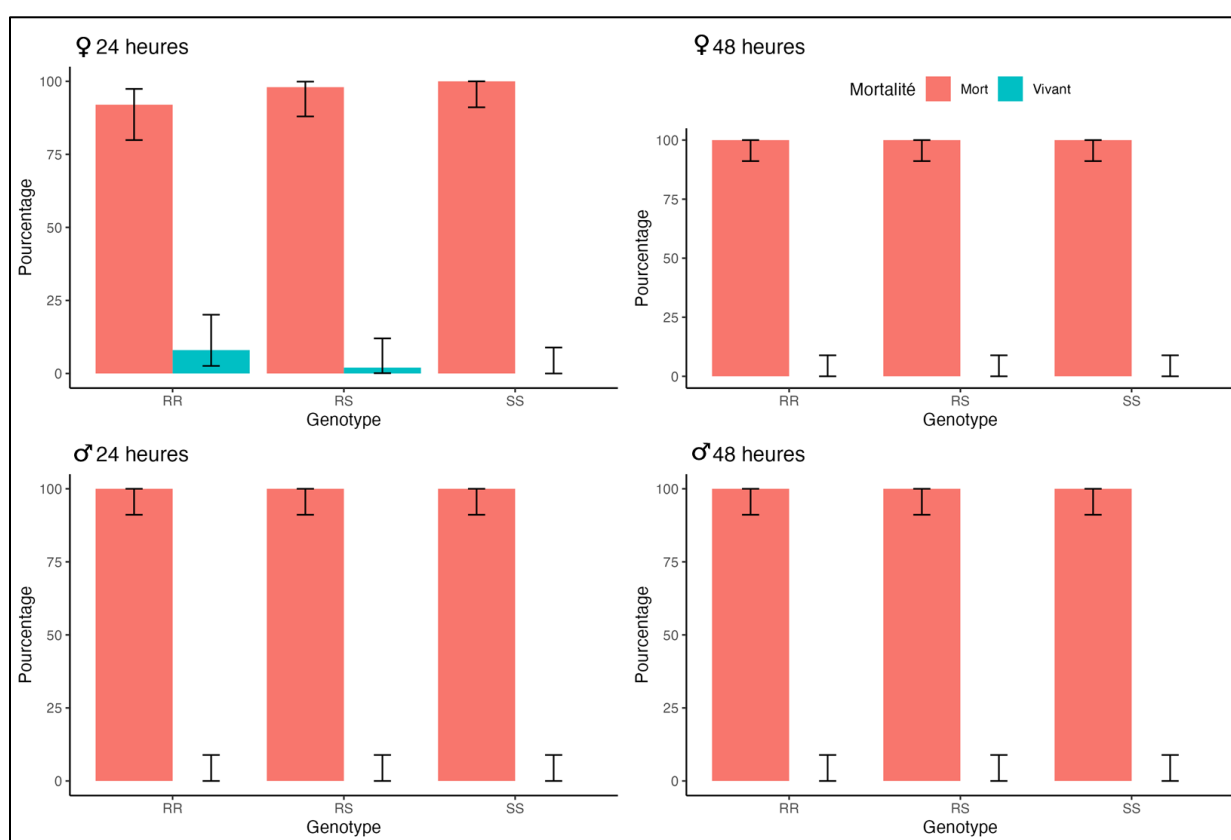 ♀ 24 heures
100
75
50
25
0
Pourcentage
RR RS SS
Genotype
♀ 48 heures
Mortalité Mort Vivant
100
75
50
25
0
Pourcentage
RR RS SS
Genotype
♂ 24 heures
100
75
50
25
0
Pourcentage
RR RS SS
Genotype
♂ 48 heures
100
75
50
25
0
Pourcentage
RR RS SS
Genotype